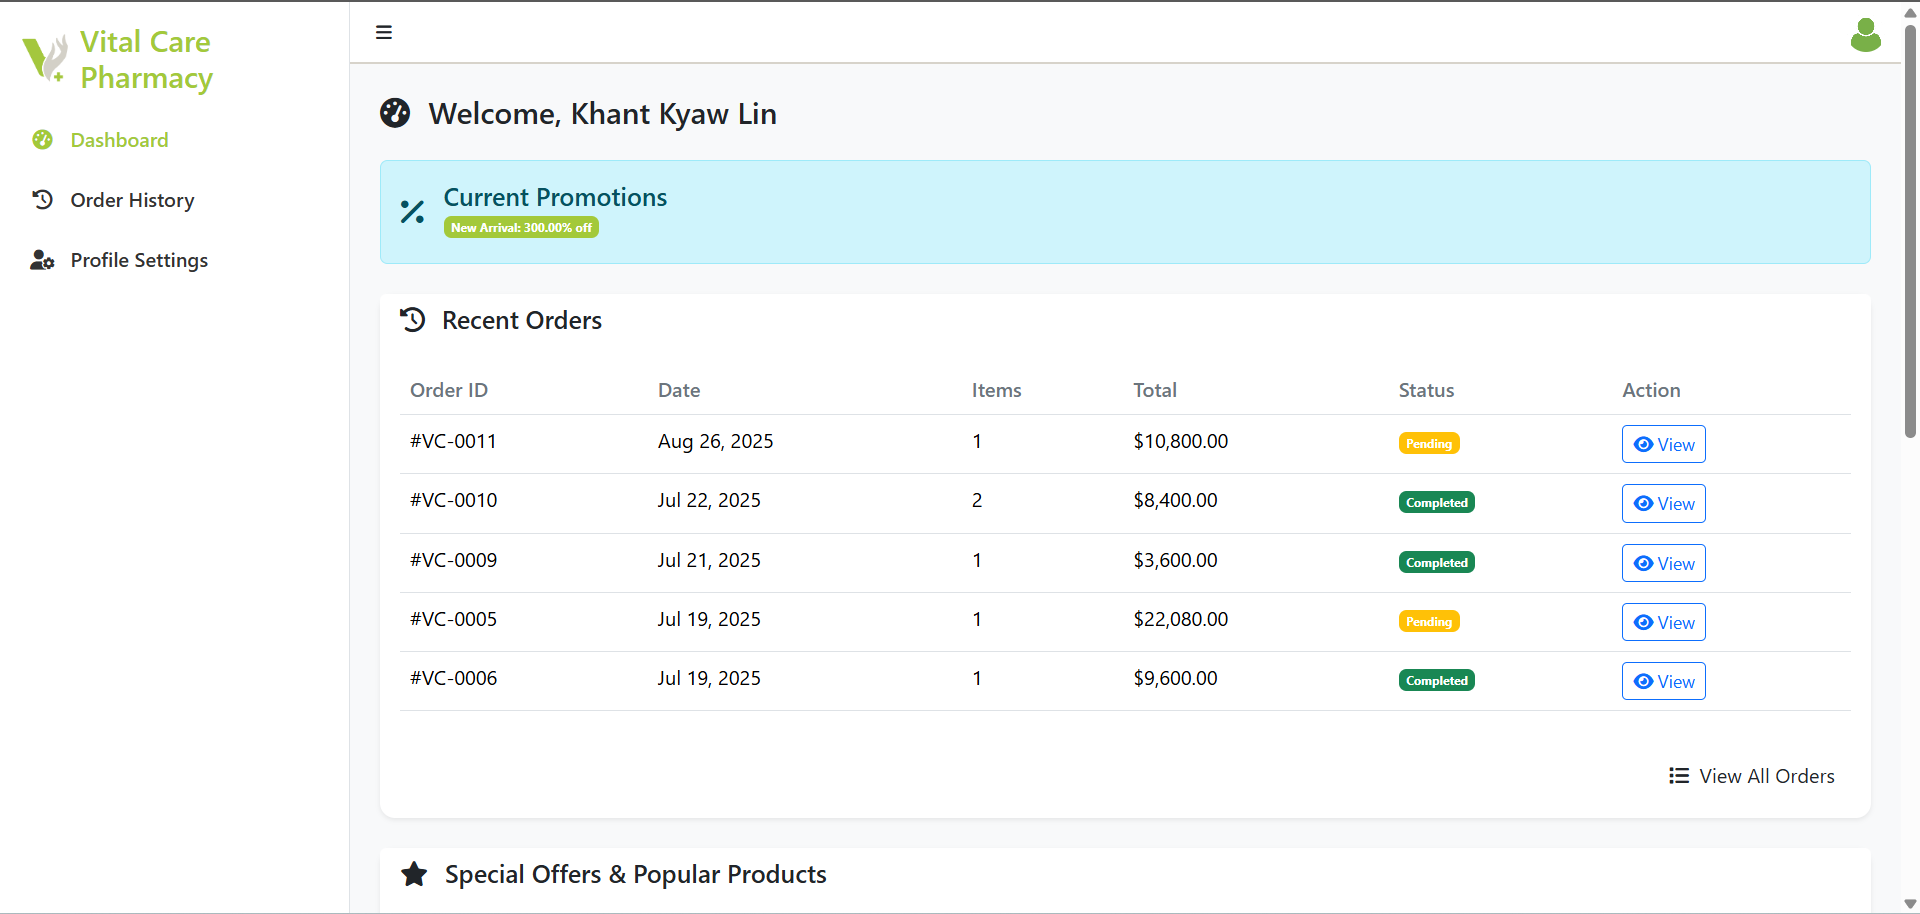 Vital Care
Pharmacy
Dashboard
Order History
Profile Settings
Welcome, Khant Kyaw Lin
Current Promotions
New Arrival: 300.00% off
Recent Orders
Order ID Date Items Total Status Action
#VC-0011 Aug 26, 2025 1 $10,800.00 Pending View
#VC-0010 Jul 22, 2025 2 $8,400.00 Completed View
#VC-0009 Jul 21, 2025 1 $3,600.00 Completed View
#VC-0005 Jul 19, 2025 1 $22,080.00 Pending View
#VC-0006 Jul 19, 2025 1 $9,600.00 Completed View
View All Orders
Special Offers & Popular Products